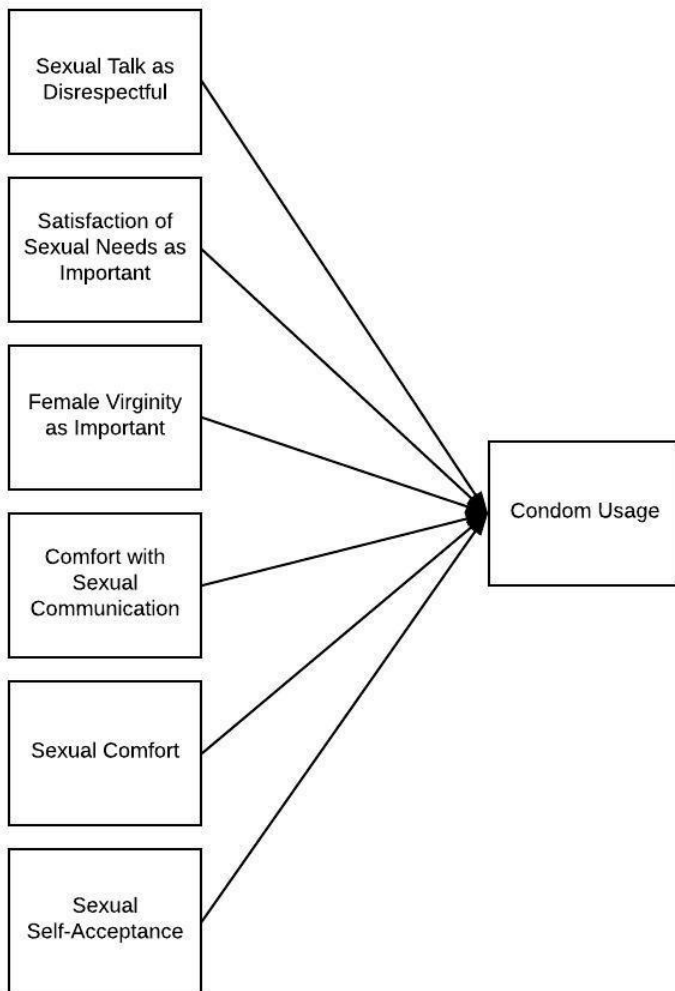 Sexual Talk as
Disrespectful
Satisfaction of
Sexual Needs as
Important
Female Virginity
as Important
Comfort with
Sexual
Communication
Sexual Comfort
Sexual
Self-Acceptance
Condom Usage